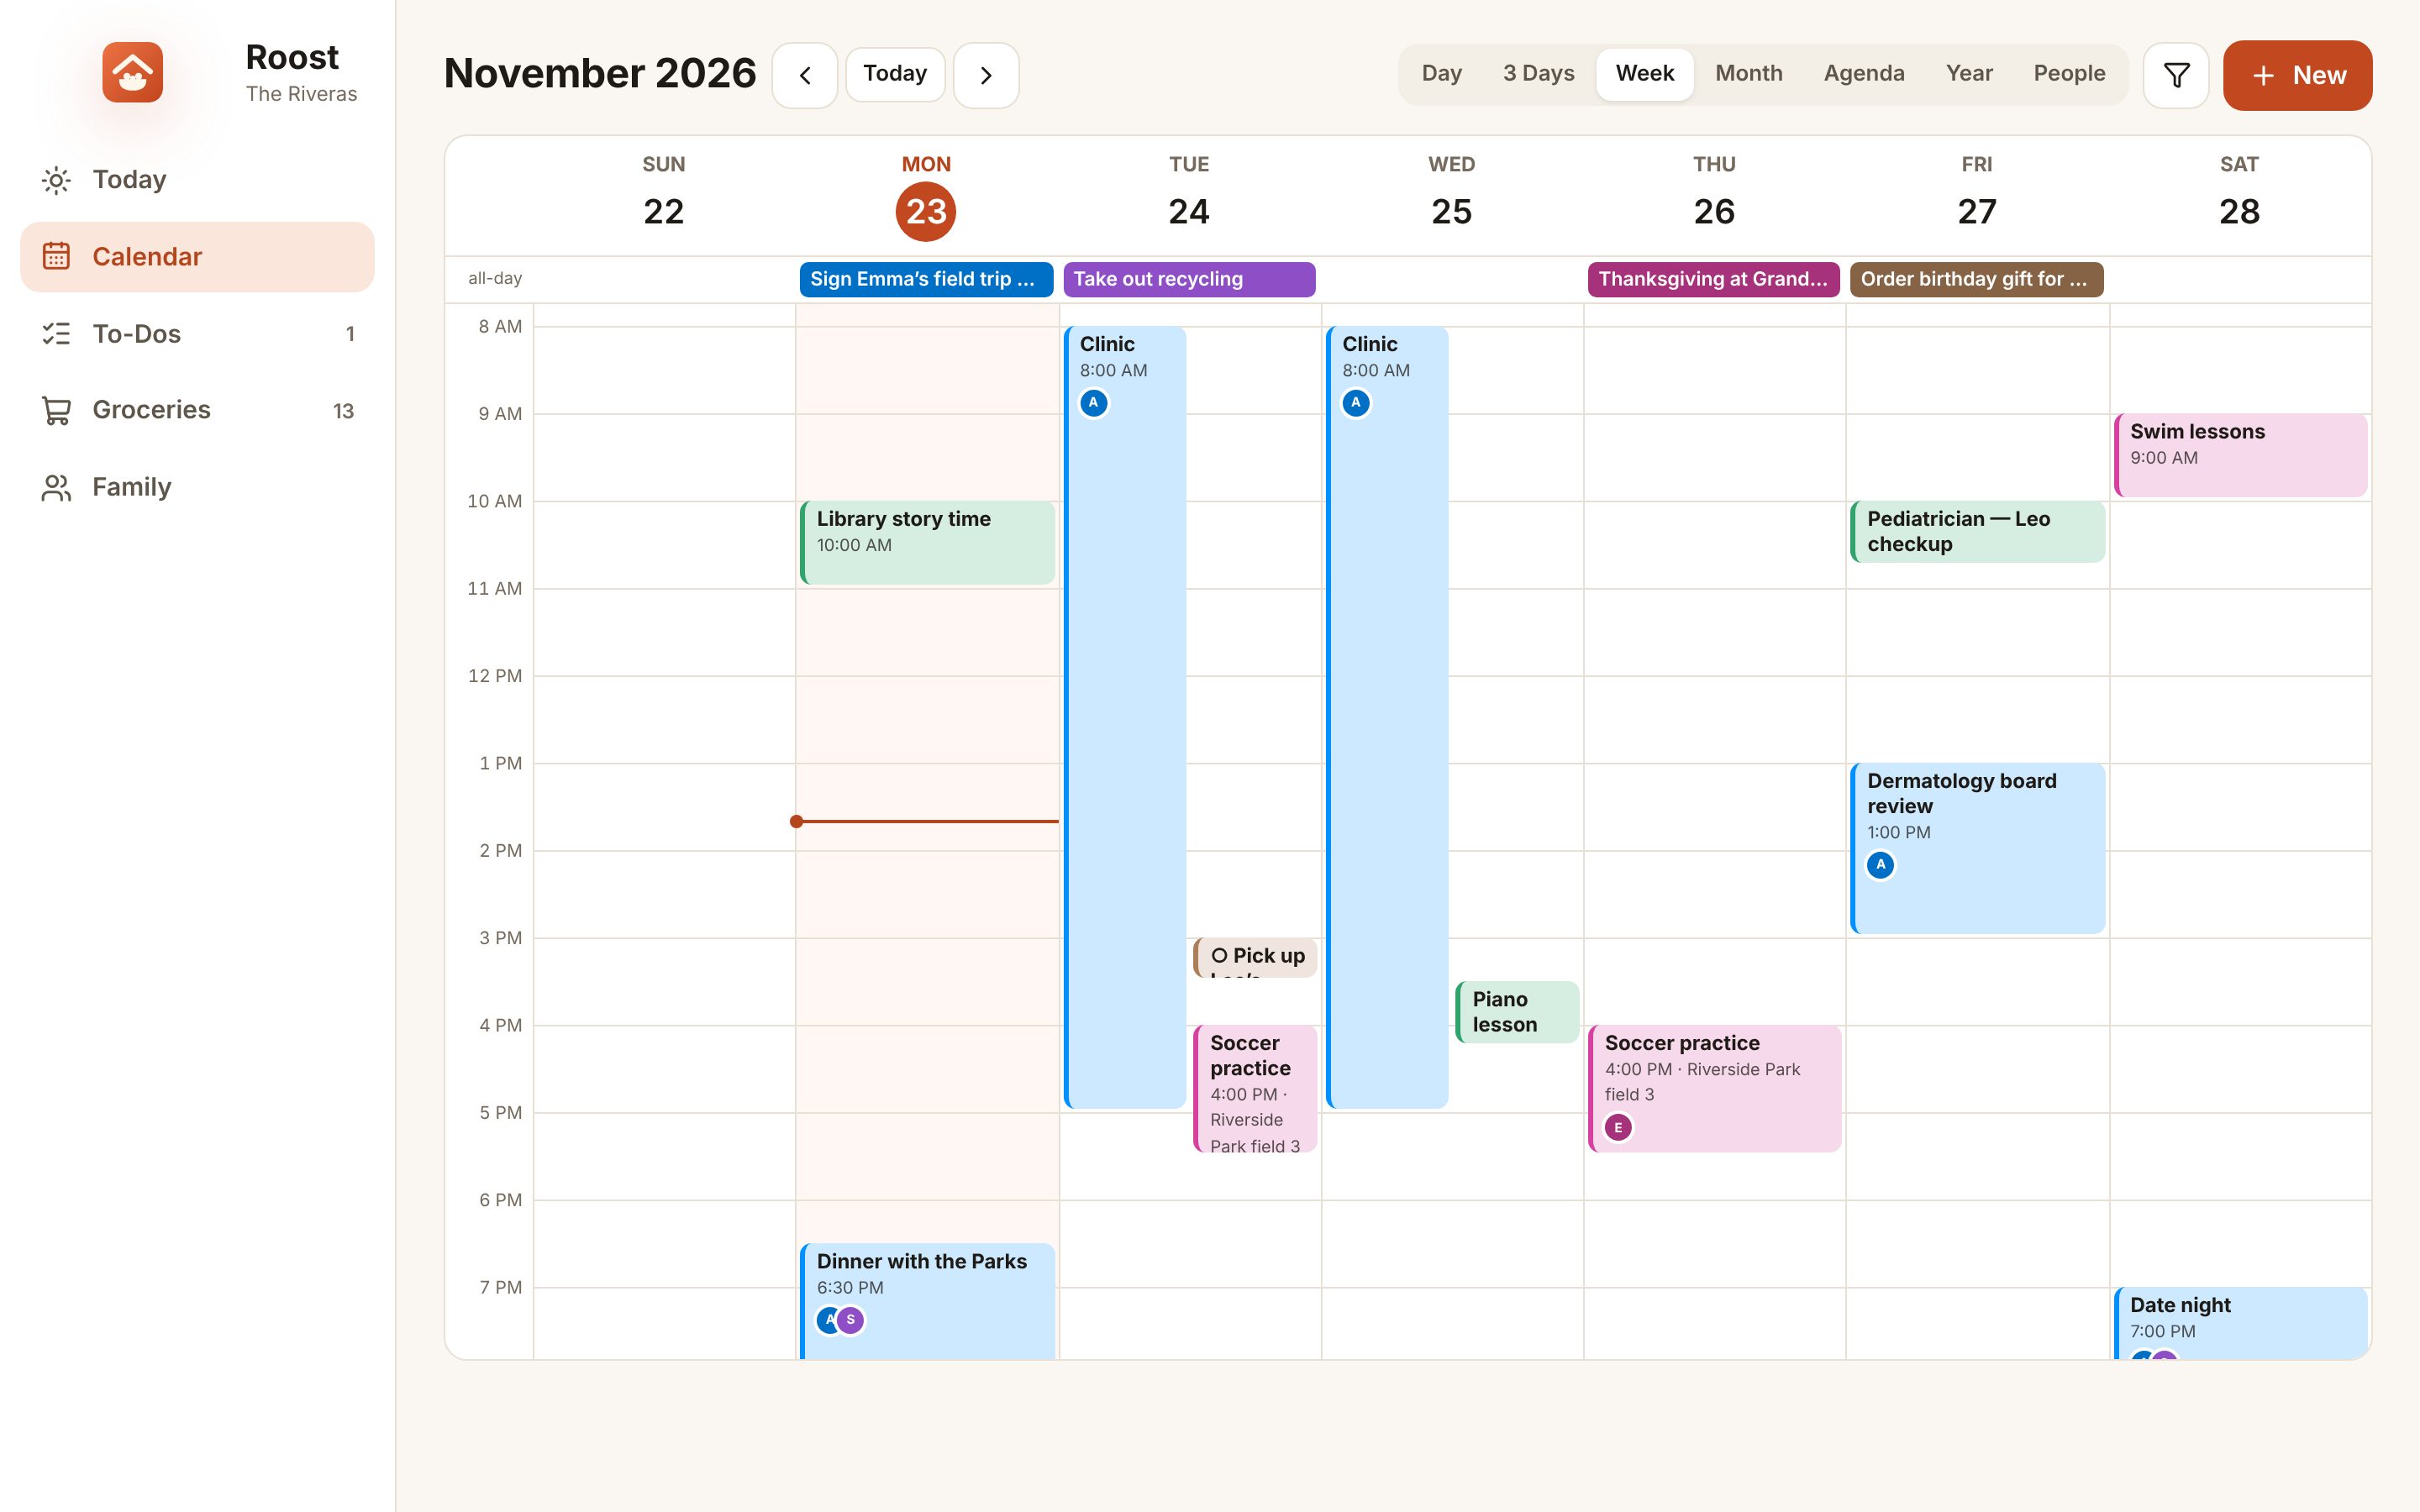 Roost
The Riveras
Today
Calendar
To-Dos 1
Groceries 13
Family
November 2026
Today
Day 3 Days Week Month Agenda Year People
New
SUN MON TUE WED THU FRI SAT
22 23 24 25 26 27 28
all-day
Sign Emma’s field trip ...
Take out recycling
Thanksgiving at Grand...
Order birthday gift for ...
8 AM
9 AM
10 AM
11 AM
12 PM
1 PM
2 PM
3 PM
4 PM
5 PM
6 PM
7 PM
Library story time
10:00 AM
Dinner with the Parks
6:30 PM
A S
Clinic
8:00 AM
A
Pick up
Soccer
practice
4:00 PM ·
Riverside
Park field 3
Clinic
8:00 AM
A
Piano
lesson
Soccer practice
4:00 PM · Riverside Park
field 3
E
Pediatrician — Leo
checkup
Dermatology board
review
1:00 PM
A
Swim lessons
9:00 AM
Date night
7:00 PM